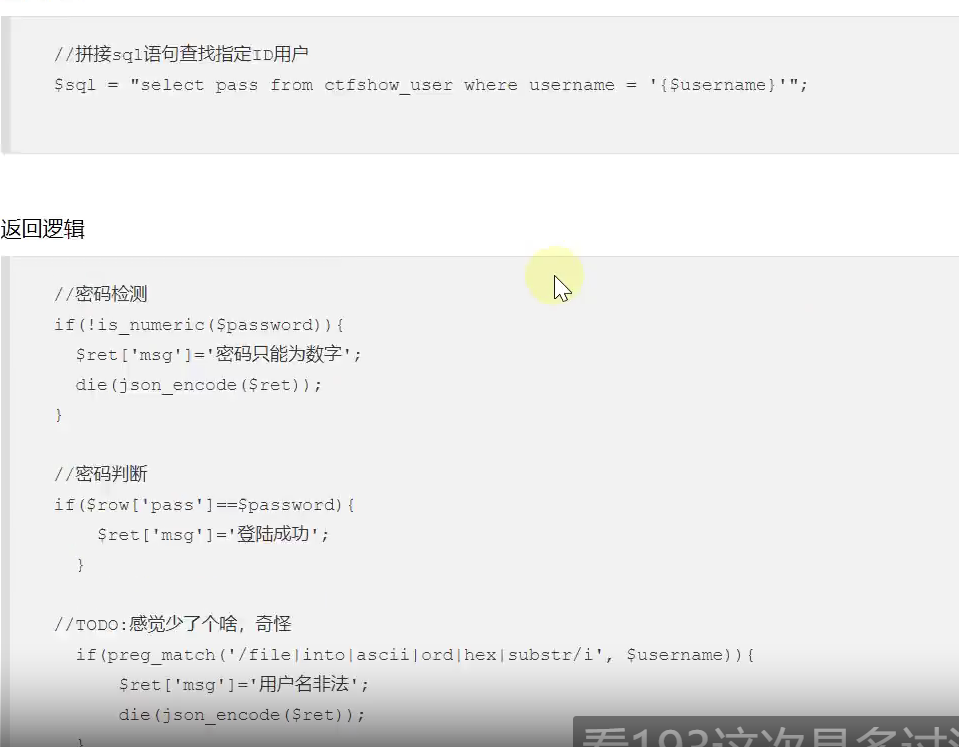 //拼接sql语句查找指定ID用户
$sql = "select pass from ctfshow_user where username = '{$username}'";
返回逻辑
//密码检测
if(!is_numeric($password)){
$ret['msg']='密码只能为数字';
die(json_encode($ret));
}
//密码判断
if($row['pass']==$password){
$ret['msg']='登陆成功';
}
//TODO:感觉少了个啥，奇怪
if(preg_match('/file|into|ascii|ord|hex|substr/i', $username)){
$ret['msg']='用户名非法';
die(json_encode($ret));
}
看193这次是多过